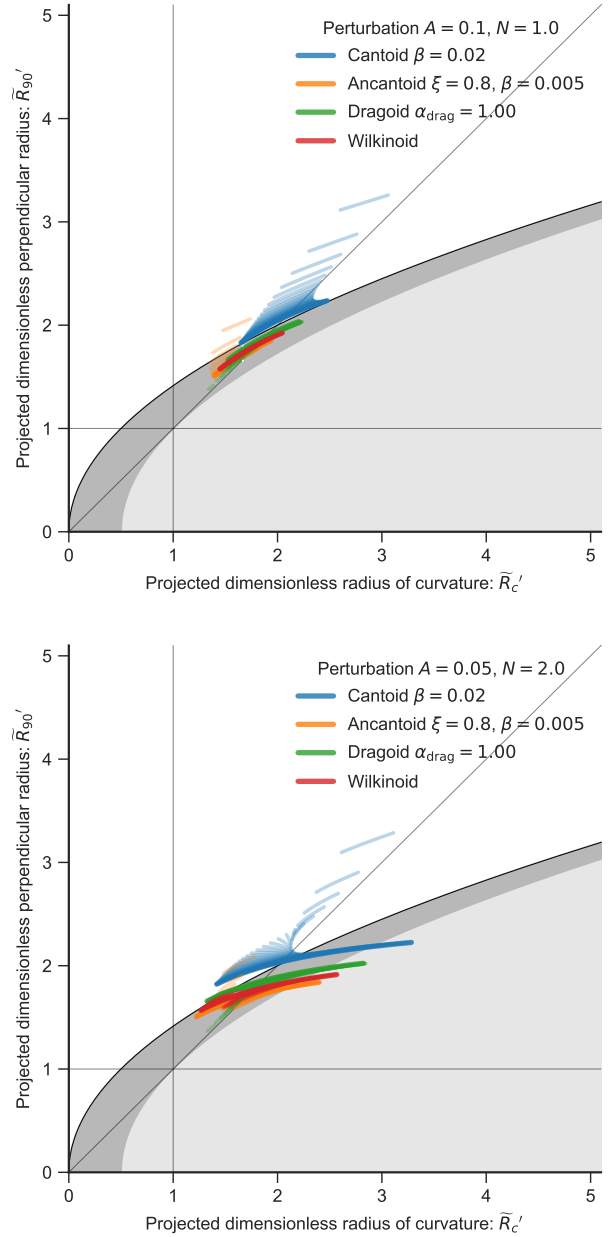 5
4
3
2
1
0
0 1 2 3 4 5
Projected dimensionless perpendicular radius: R̃₉₀′
Projected dimensionless radius of curvature: R̃c′
Perturbation A = 0.1, N = 1.0
Cantoid β = 0.02
Ancantoid ξ = 0.8, β = 0.005
Dragoid α_drag = 1.00
Wilkinoid
5
4
3
2
1
0
0 1 2 3 4 5
Projected dimensionless perpendicular radius: R̃₉₀′
Projected dimensionless radius of curvature: R̃c′
Perturbation A = 0.05, N = 2.0
Cantoid β = 0.02
Ancantoid ξ = 0.8, β = 0.005
Dragoid α_drag = 1.00
Wilkinoid